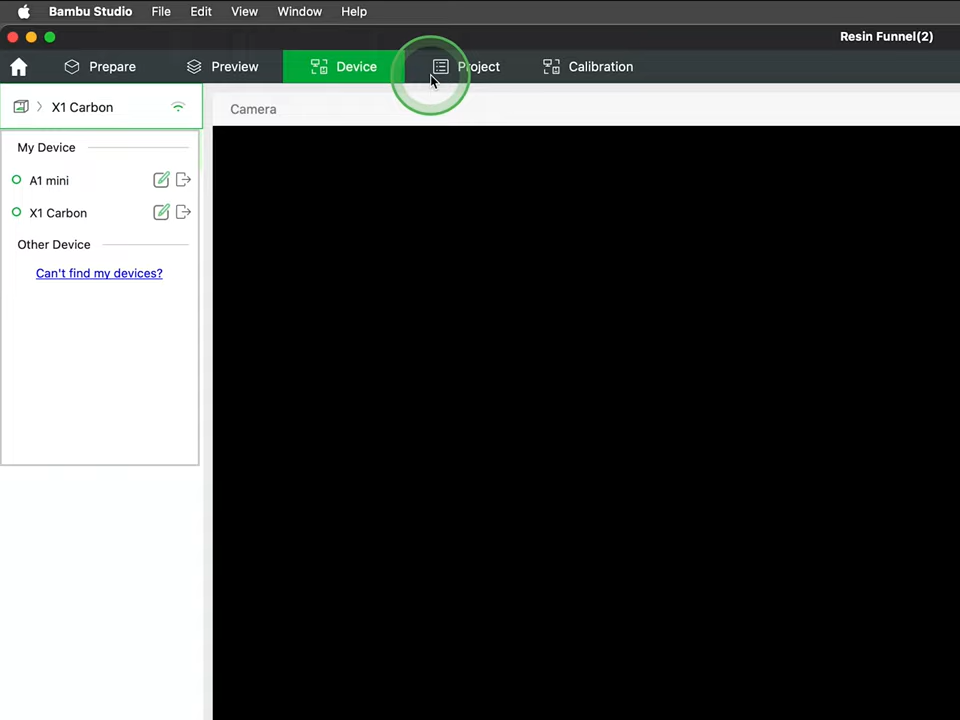 Bambu Studio File Edit View Window Help
Resin Funnel(2)
Prepare Preview Device Project Calibration
X1 Carbon
Camera
My Device
A1 mini
X1 Carbon
Other Device
Can't find my devices?